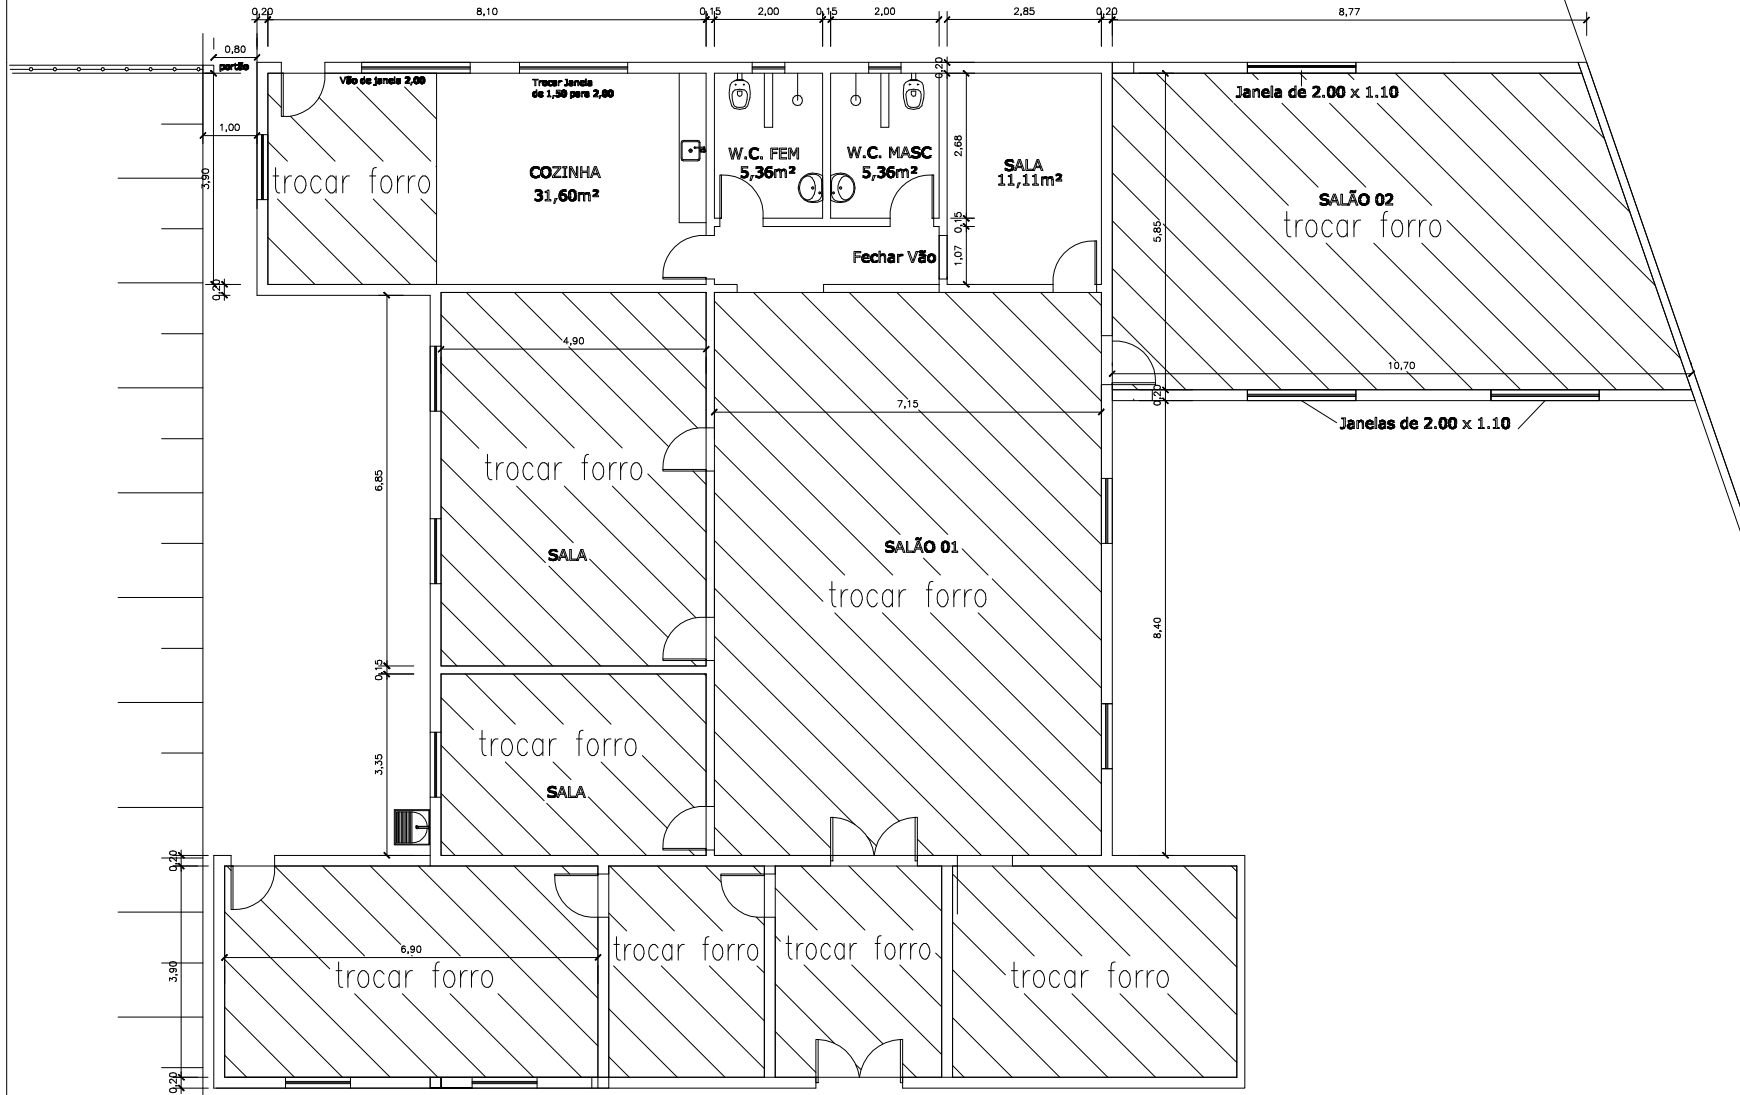 0,20
8,10
0,15
2,00
0,15
2,00
2,85
0,20
8,77
0,80
portão
Vão de janela 2,00
Trocar Janela
de 1,50 para 2,00
0,20
Janela de 2.00 x 1.10
1,00
3,90
trocar forro
COZINHA
31,60m²
W.C. FEM
5,36m²
W.C. MASC
5,36m²
2,68
SALA
11,11m²
SALÃO 02
trocar forro
5,85
0,15
1,07
Fechar Vão
0,20
4,90
10,70
0,20
7,15
Janelas de 2.00 x 1.10
6,85
trocar forro
SALA
SALÃO 01
trocar forro
8,40
0,15
trocar forro
3,35
SALA
0,20
3,90
6,90
trocar forro
trocar forro
trocar forro
trocar forro
0,20